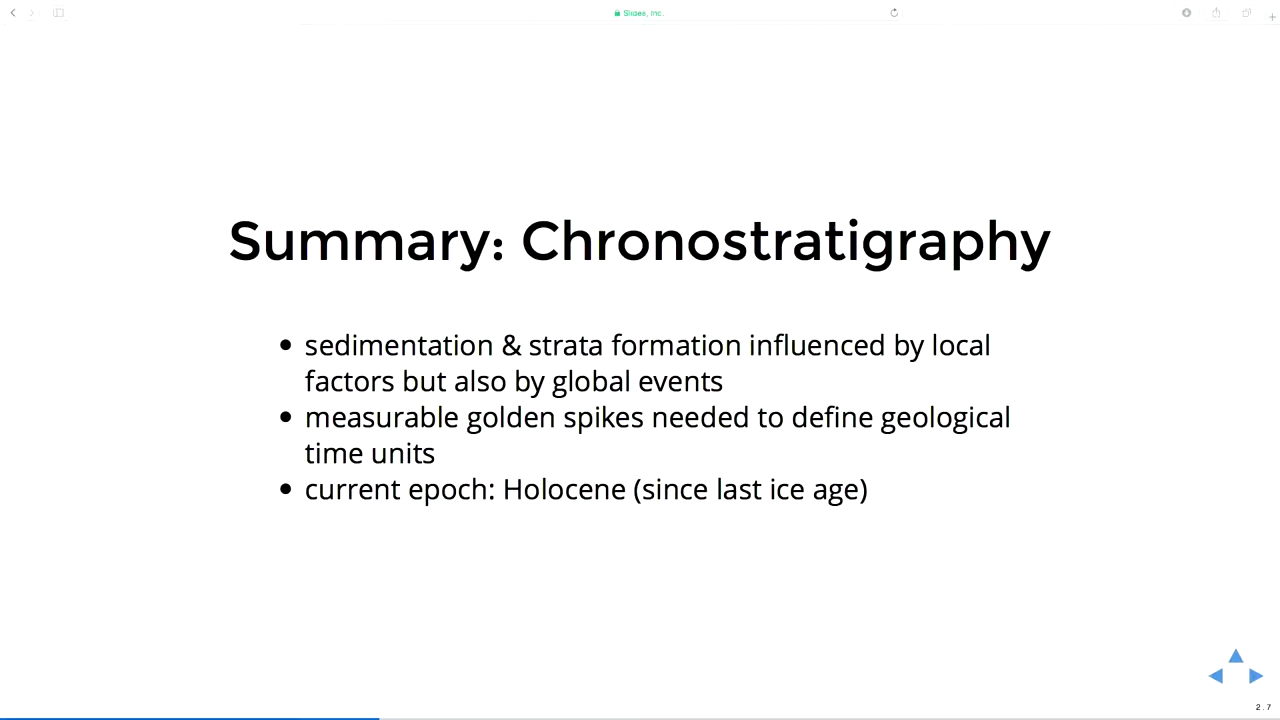 Slides, Inc.
Summary: Chronostratigraphy
• sedimentation & strata formation influenced by local
factors but also by global events
• measurable golden spikes needed to define geological
time units
• current epoch: Holocene (since last ice age)
2.7